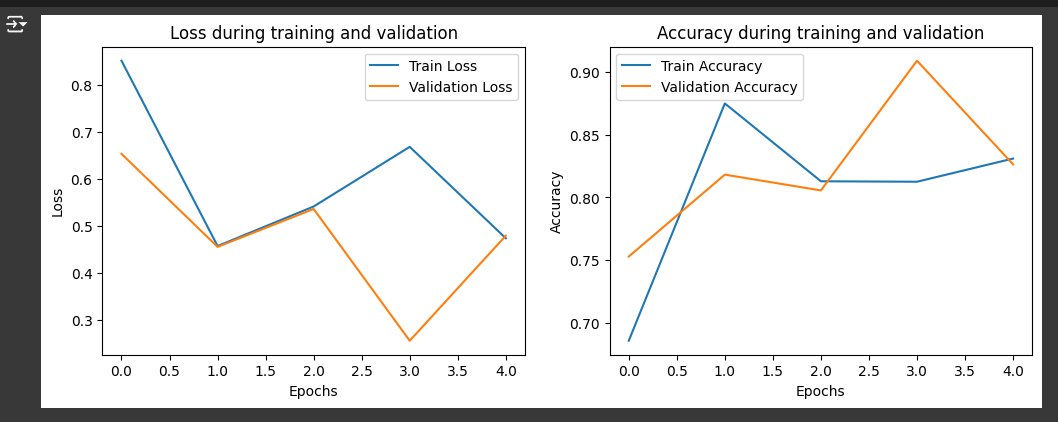 Loss during training and validation
Train Loss
Validation Loss
0.8
0.7
0.6
0.5
0.4
0.3
Loss
0.0 0.5 1.0 1.5 2.0 2.5 3.0 3.5 4.0
Epochs
Accuracy during training and validation
Train Accuracy
Validation Accuracy
0.90
0.85
0.80
0.75
0.70
Accuracy
0.0 0.5 1.0 1.5 2.0 2.5 3.0 3.5 4.0
Epochs